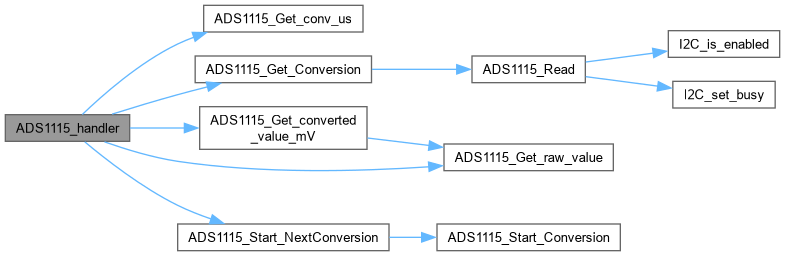 ADS1115_handler
ADS1115_Get_conv_us
ADS1115_Get_Conversion
ADS1115_Read
I2C_is_enabled
I2C_set_busy
ADS1115_Get_converted
_value_mV
ADS1115_Get_raw_value
ADS1115_Start_NextConversion
ADS1115_Start_Conversion